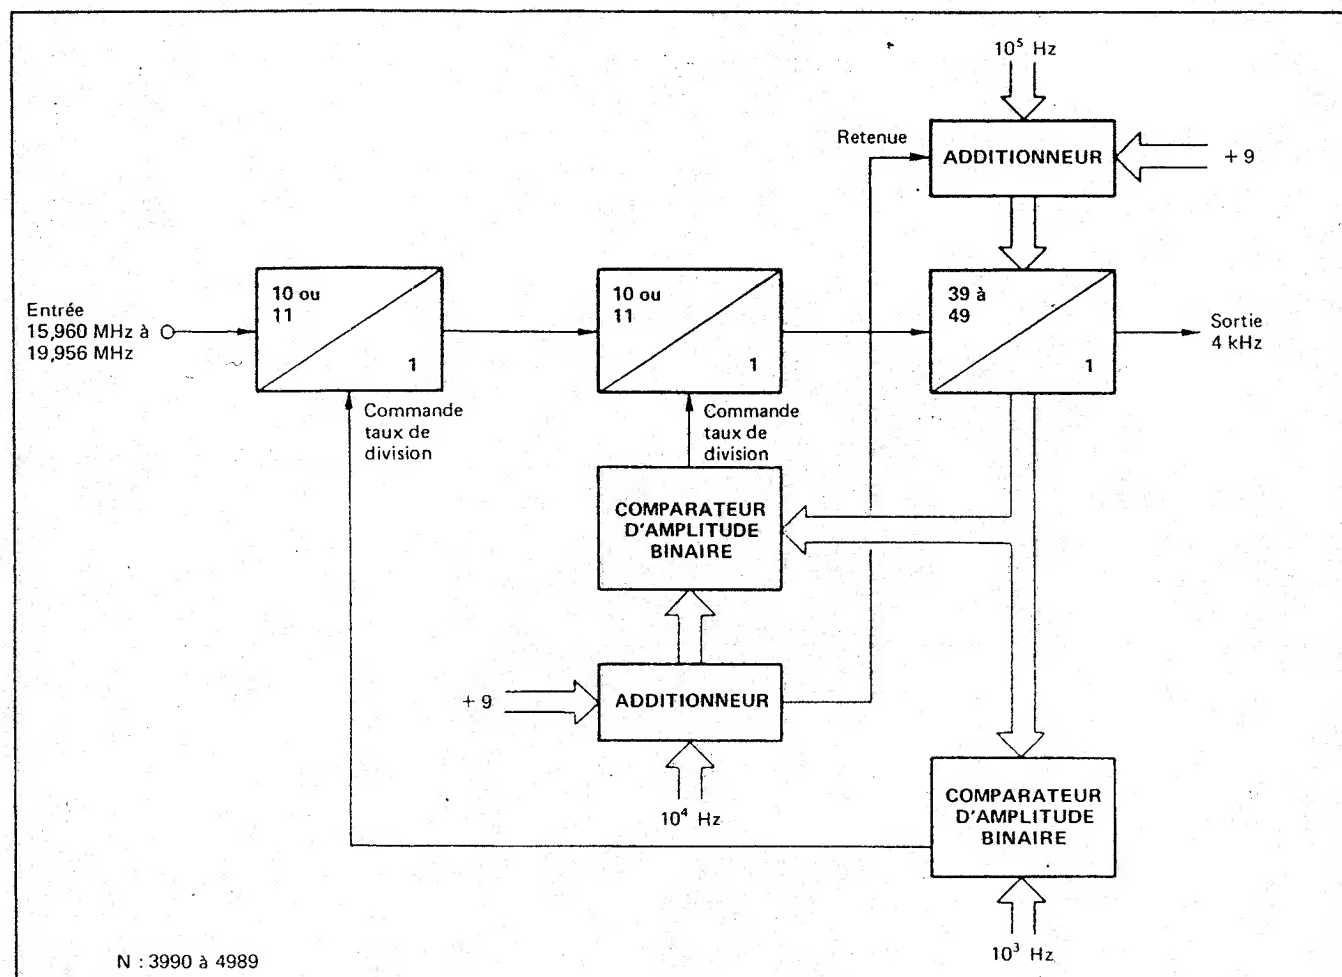 10⁵ Hz
Retenue
ADDITIONNEUR
+ 9
Entrée
15,960 MHz à
19,956 MHz
10 ou
11
1
10 ou
11
1
39 à
49
1
Sortie
4 kHz
Commande
taux de
division
Commande
taux de
division
COMPARATEUR
D'AMPLITUDE
BINAIRE
+ 9
ADDITIONNEUR
10⁴ Hz
COMPARATEUR
D'AMPLITUDE
BINAIRE
10³ Hz
N : 3990 à 4989